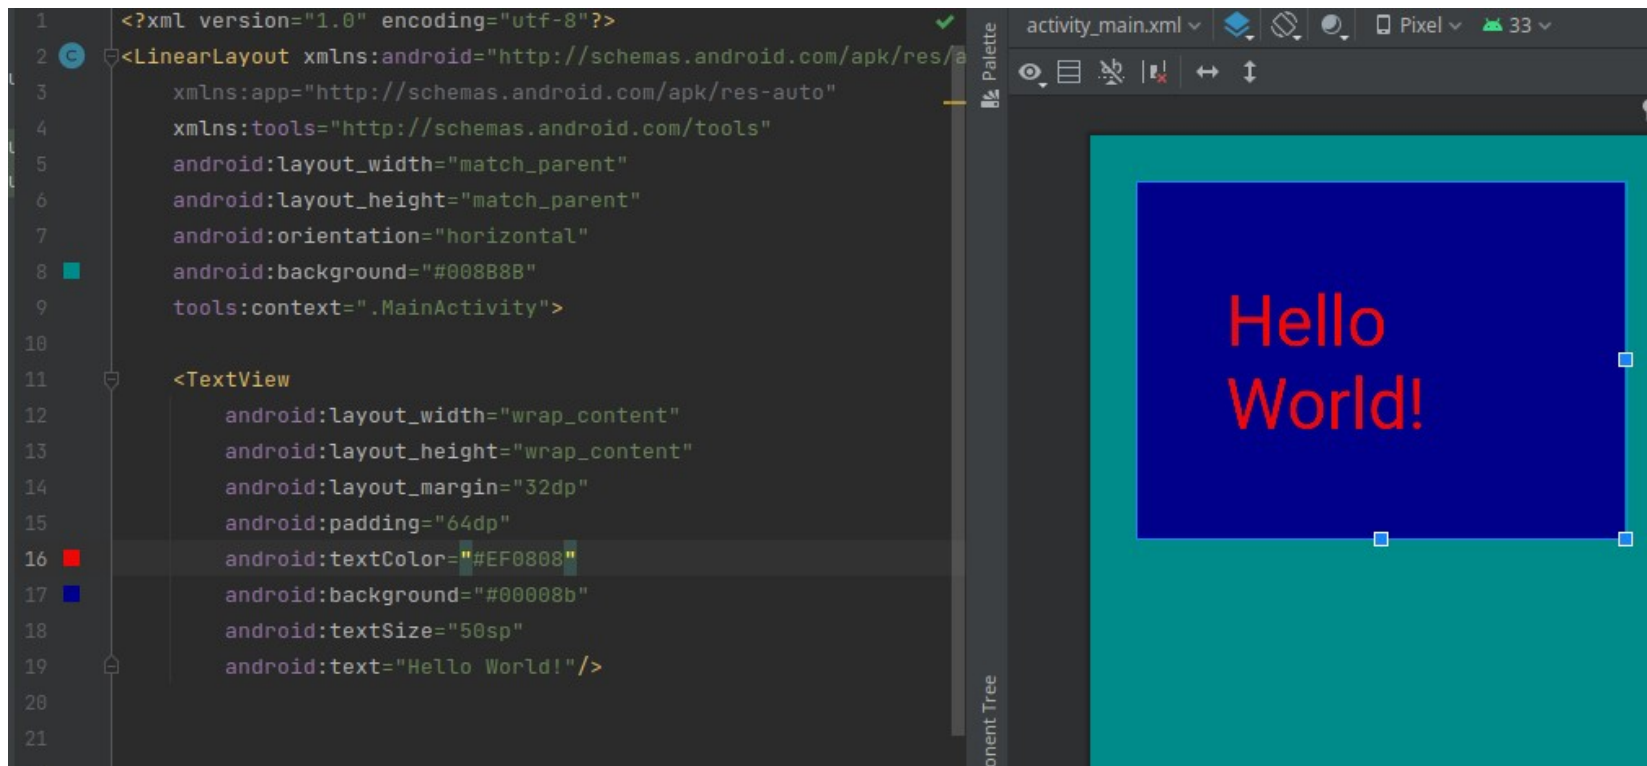 1 <?xml version="1.0" encoding="utf-8"?>
2 C <LinearLayout xmlns:android="http://schemas.android.com/apk/res/a
3 xmlns:app="http://schemas.android.com/apk/res-auto"
4 xmlns:tools="http://schemas.android.com/tools"
5 android:layout_width="match_parent"
6 android:layout_height="match_parent"
7 android:orientation="horizontal"
8 android:background="#008B8B"
9 tools:context=".MainActivity">
10
11 <TextView
12 android:layout_width="wrap_content"
13 android:layout_height="wrap_content"
14 android:layout_margin="32dp"
15 android:padding="64dp"
16 android:textColor="#EF0808"
17 android:background="#00008b"
18 android:textSize="50sp"
19 android:text="Hello World!"/>
20
21
Palette
onent Tree
activity_main.xml Pixel 33
Hello
World!